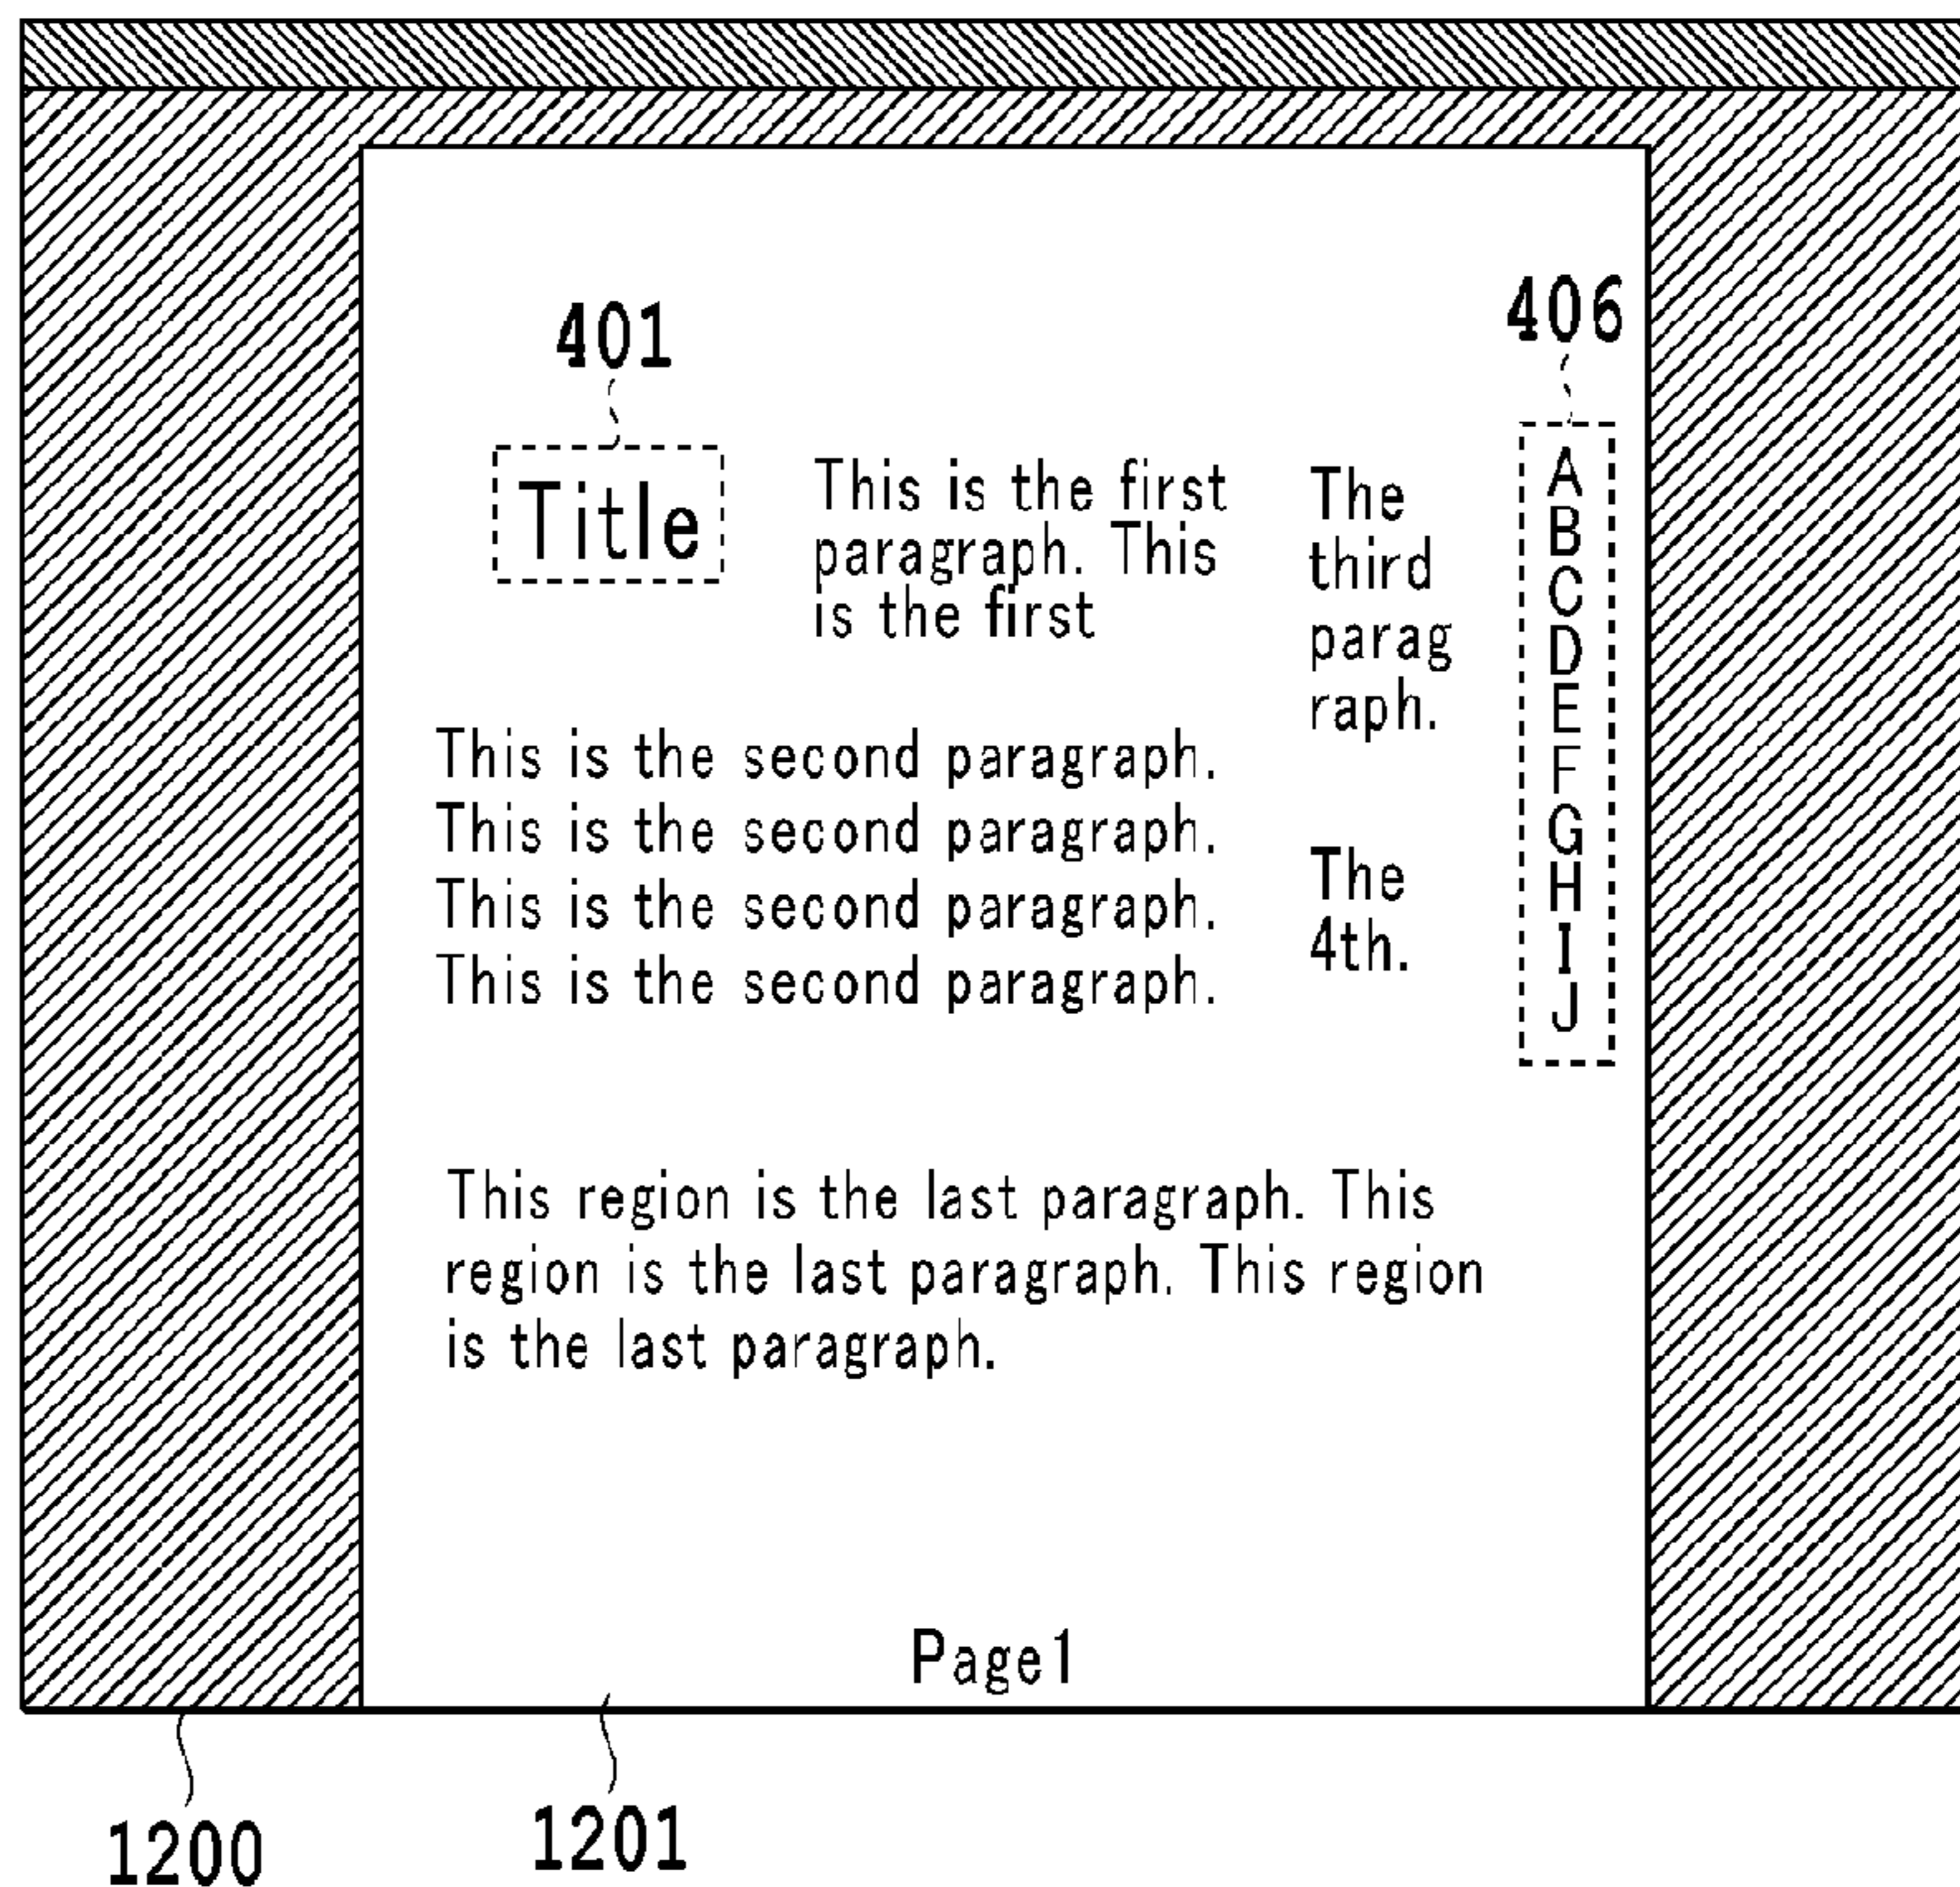 401
406
Title
This is the first
paragraph. This
is the first
This is the second paragraph.
This is the second paragraph.
This is the second paragraph.
This is the second paragraph.
The
third
parag
raph.
The
4th.
A
B
C
D
E
F
G
H
I
J
This region is the last paragraph. This
region is the last paragraph. This region
is the last paragraph.
Page1
1200
1201